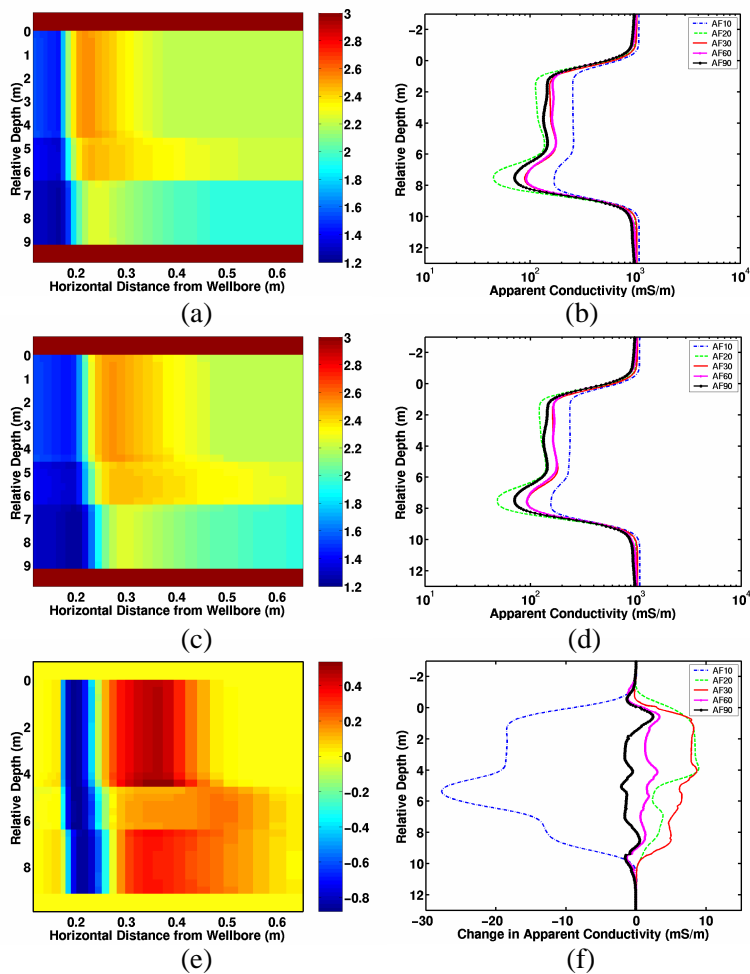 0
1
2
3
4
5
6
7
8
9
Relative Depth (m)
0.2 0.3 0.4 0.5 0.6
Horizontal Distance from Wellbore (m)
3
2.8
2.6
2.4
2.2
2
1.8
1.6
1.4
1.2
(a)
−2
0
2
4
6
8
10
12
Relative Depth (m)
10^1 10^2 10^3 10^4
Apparent Conductivity (mS/m)
AF10
AF20
AF30
AF60
AF90
(b)
0
1
2
3
4
5
6
7
8
9
Relative Depth (m)
0.2 0.3 0.4 0.5 0.6
Horizontal Distance from Wellbore (m)
3
2.8
2.6
2.4
2.2
2
1.8
1.6
1.4
1.2
(c)
−2
0
2
4
6
8
10
12
Relative Depth (m)
10^1 10^2 10^3 10^4
Apparent Conductivity (mS/m)
AF10
AF20
AF30
AF60
AF90
(d)
0
2
4
6
8
Relative Depth (m)
0.2 0.3 0.4 0.5 0.6
Horizontal Distance from Wellbore (m)
0.4
0.2
0
−0.2
−0.4
−0.6
−0.8
(e)
−2
0
2
4
6
8
10
12
Relative Depth (m)
−30 −20 −10 0 10
Change in Apparent Conductivity (mS/m)
AF10
AF20
AF30
AF60
AF90
(f)